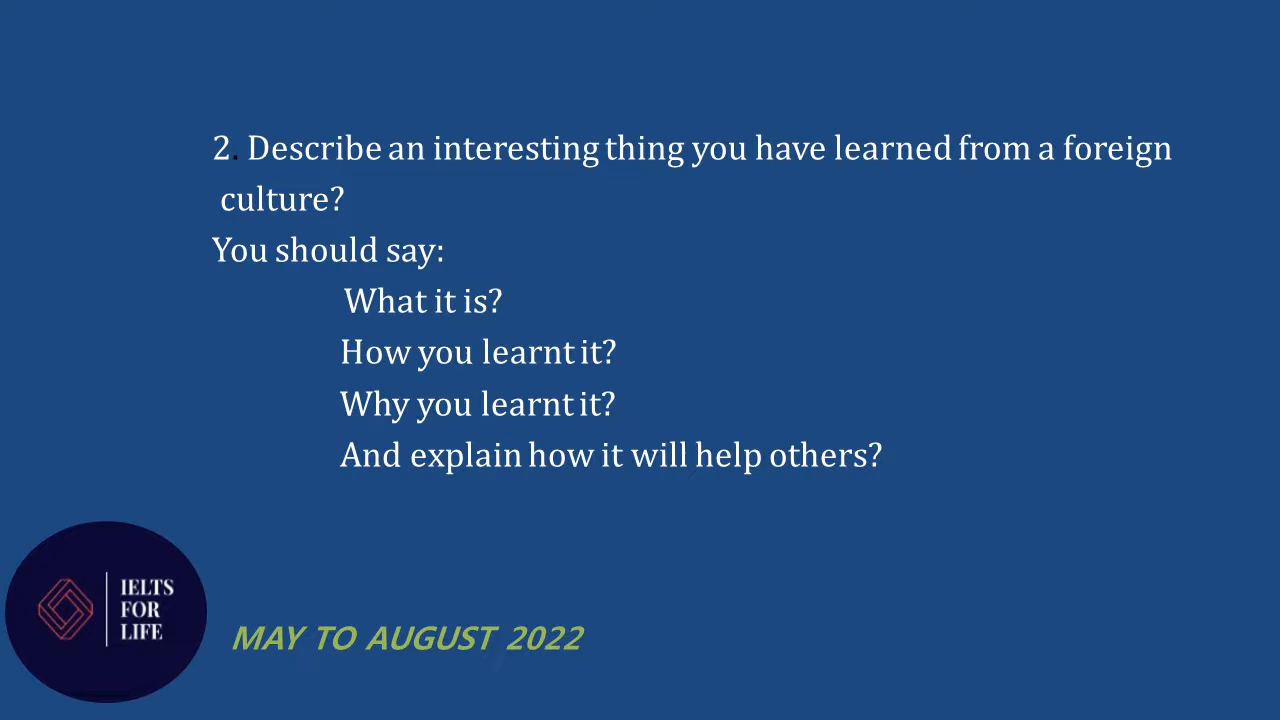 2. Describe an interesting thing you have learned from a foreign
culture?
You should say:
What it is?
How you learnt it?
Why you learnt it?
And explain how it will help others?
IELTS
FOR
LIFE
MAY TO AUGUST 2022